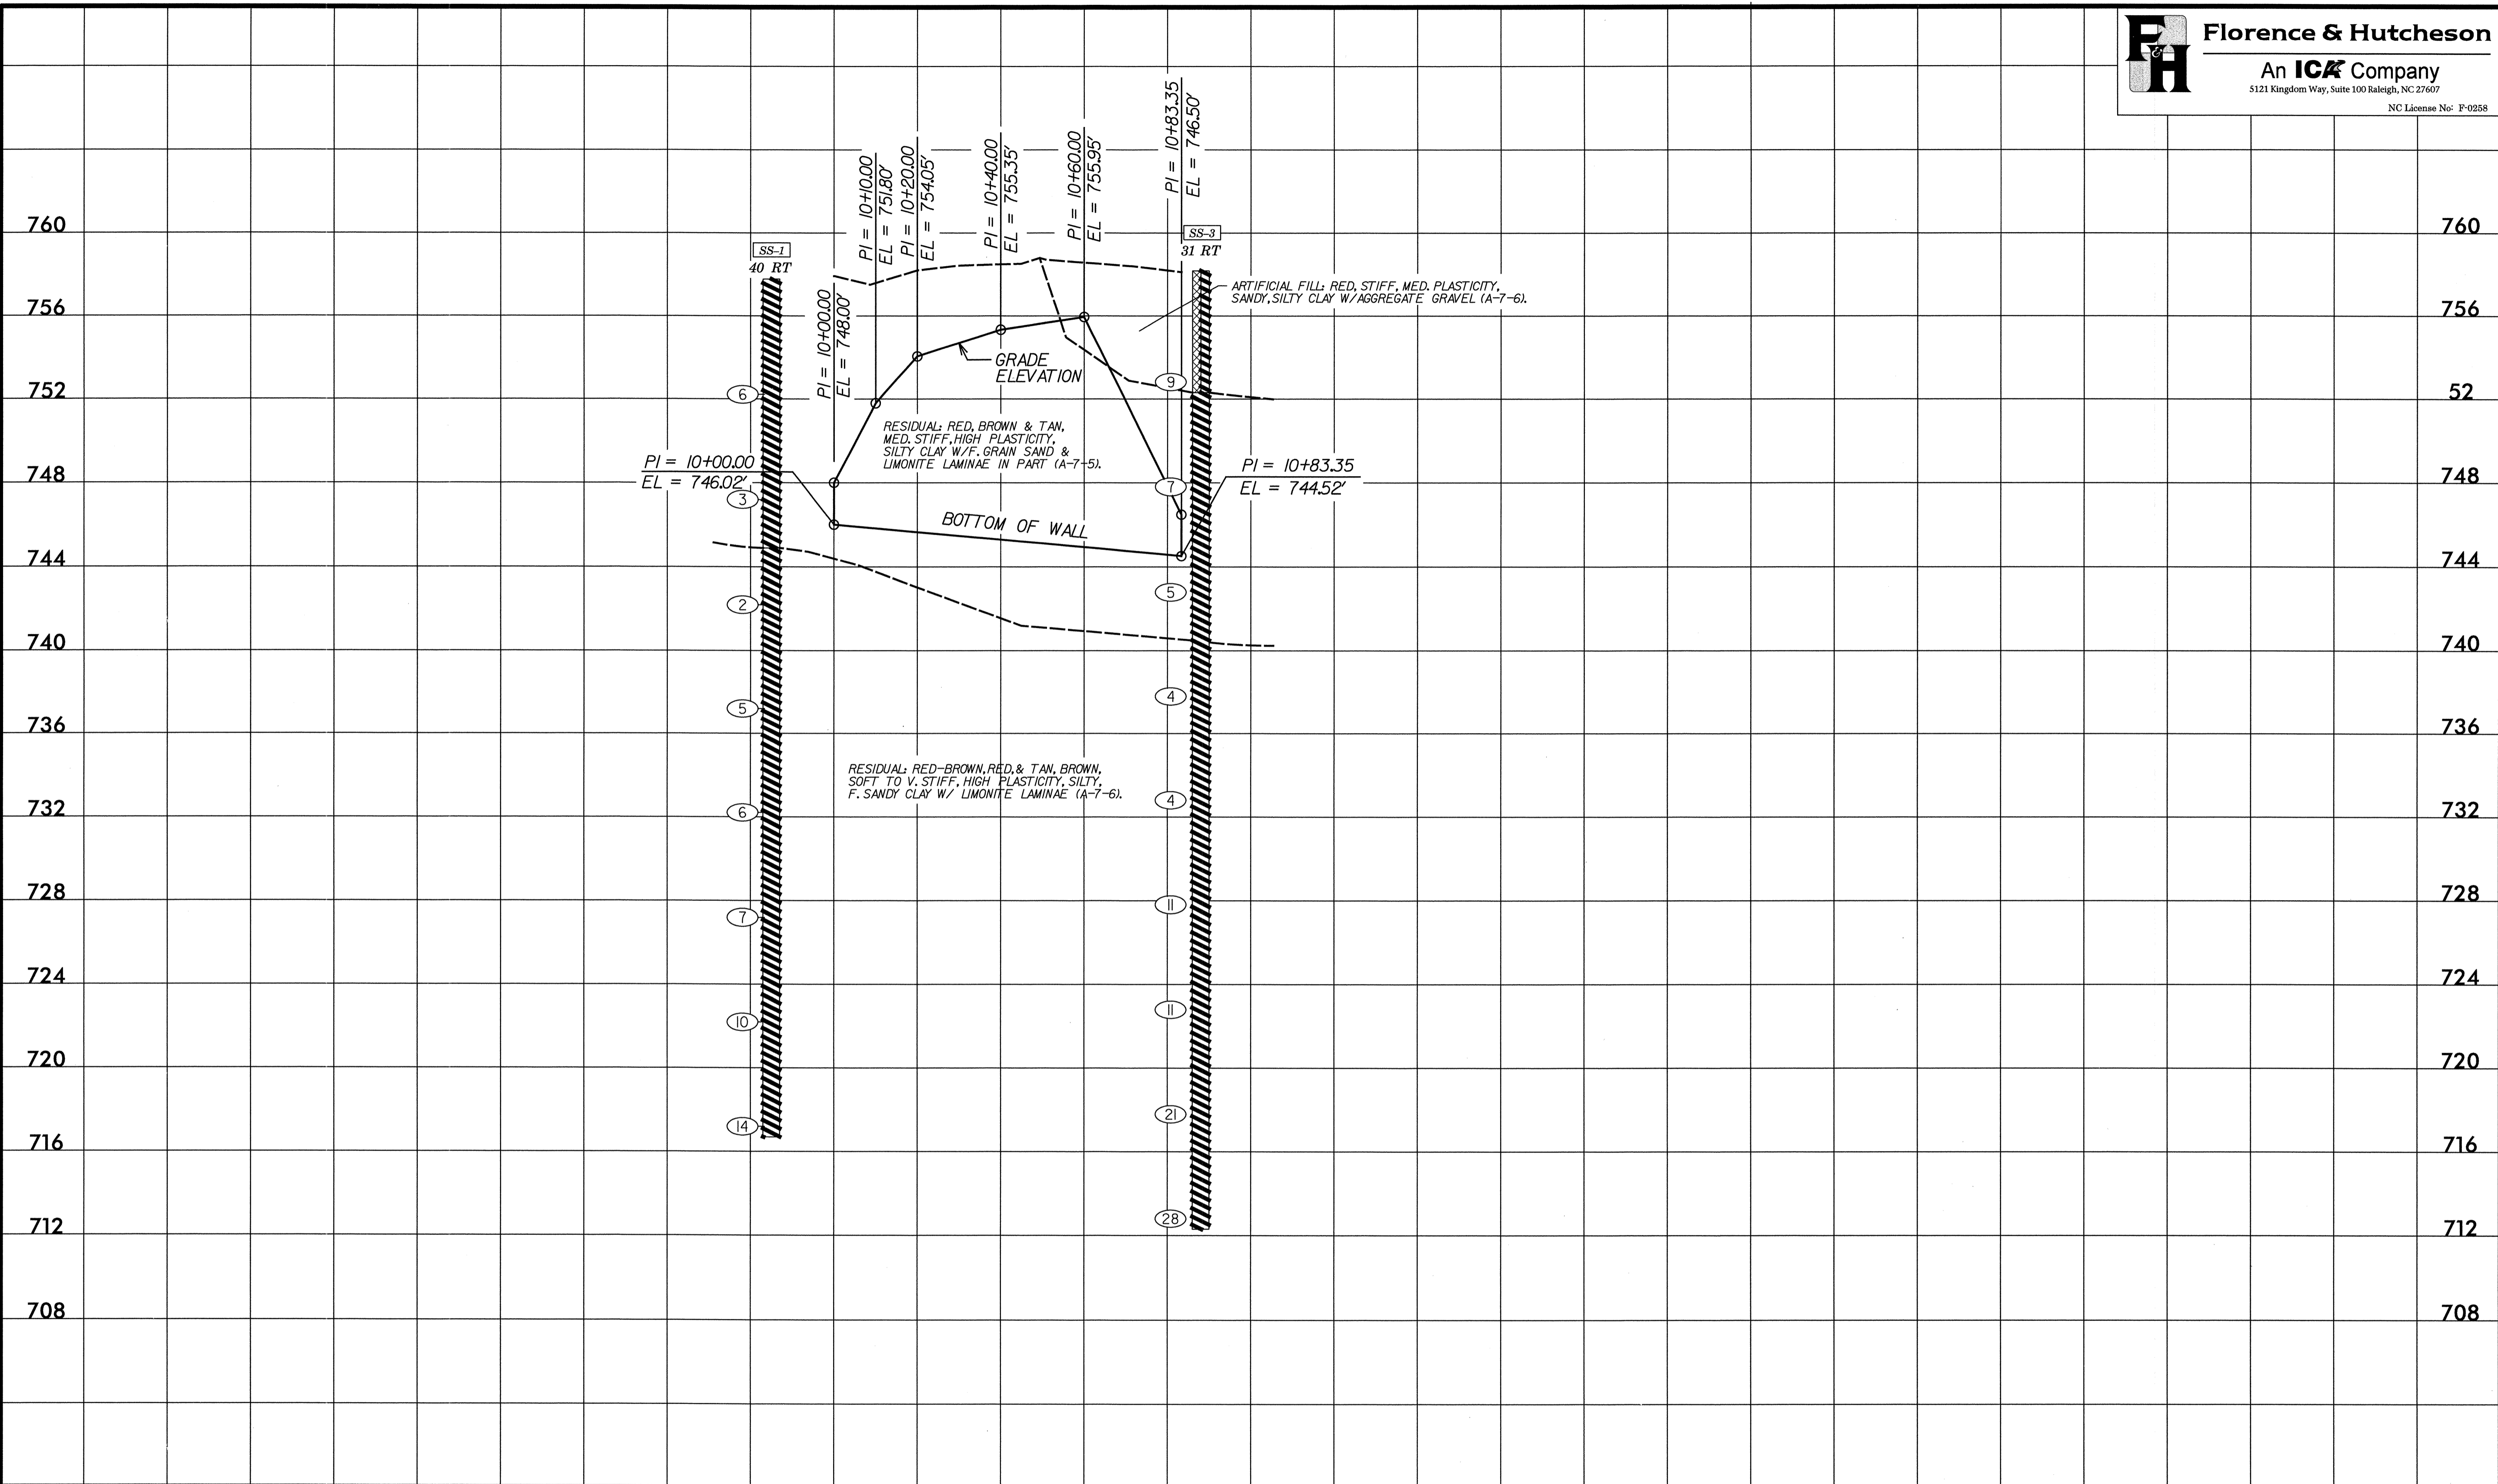 Florence & Hutcheson
An ICA Company
5121 Kingdom Way, Suite 100 Raleigh, NC 27607
NC License No: F-0258
F&H
PI = 10+00.00
EL = 748.00'
PI = 10+10.00
EL = 751.80'
PI = 10+20.00
EL = 754.05'
PI = 10+40.00
EL = 755.35'
PI = 10+60.00
EL = 755.95'
PI = 10+83.35
EL = 746.50'
SS-1
40 RT
SS-3
31 RT
ARTIFICIAL FILL: RED, STIFF, MED. PLASTICITY,
SANDY, SILTY CLAY W/AGGREGATE GRAVEL (A-7-6).
GRADE
ELEVATION
RESIDUAL: RED, BROWN & TAN,
MED. STIFF, HIGH PLASTICITY,
SILTY CLAY W/F. GRAIN SAND &
LIMONITE LAMINAE IN PART (A-7-5).
PI = 10+00.00
EL = 746.02'
PI = 10+83.35
EL = 744.52'
BOTTOM OF WALL
RESIDUAL: RED-BROWN, RED, & TAN, BROWN,
SOFT TO V. STIFF, HIGH PLASTICITY, SILTY,
F. SANDY CLAY W/ LIMONITE LAMINAE (A-7-6).
6
3
2
5
6
7
10
14
9
7
5
4
4
11
11
21
28
760
756
752
748
744
740
736
732
728
724
720
716
712
708
760
756
52
748
744
740
736
732
728
724
720
716
712
708